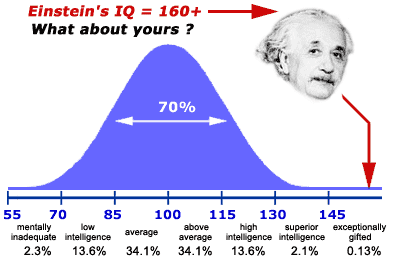 Einstein's IQ = 160+
What about yours ?
70%
55 70 85 100 115 130 145
mentally inadequate low intelligence average above average high intelligence superior intelligence exceptionally gifted
2.3% 13.6% 34.1% 34.1% 13.6% 2.1% 0.13%